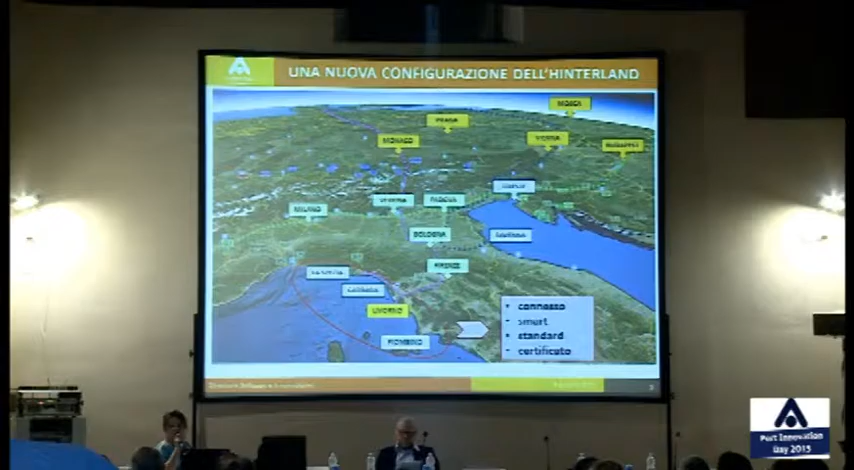 UNA NUOVA CONFIGURAZIONE DELL'HINTERLAND
MOSCA
PRAGA
MONACO
VIENNA
BUDAPEST
VERONA
PADOVA
MILANO
BOLOGNA
RAVENNA
FIRENZE
LA SPEZIA
CARRARA
LIVORNO
PIOMBINO
• connesso
• smart
• standard
• certificato
Port Innovation
Day 2015